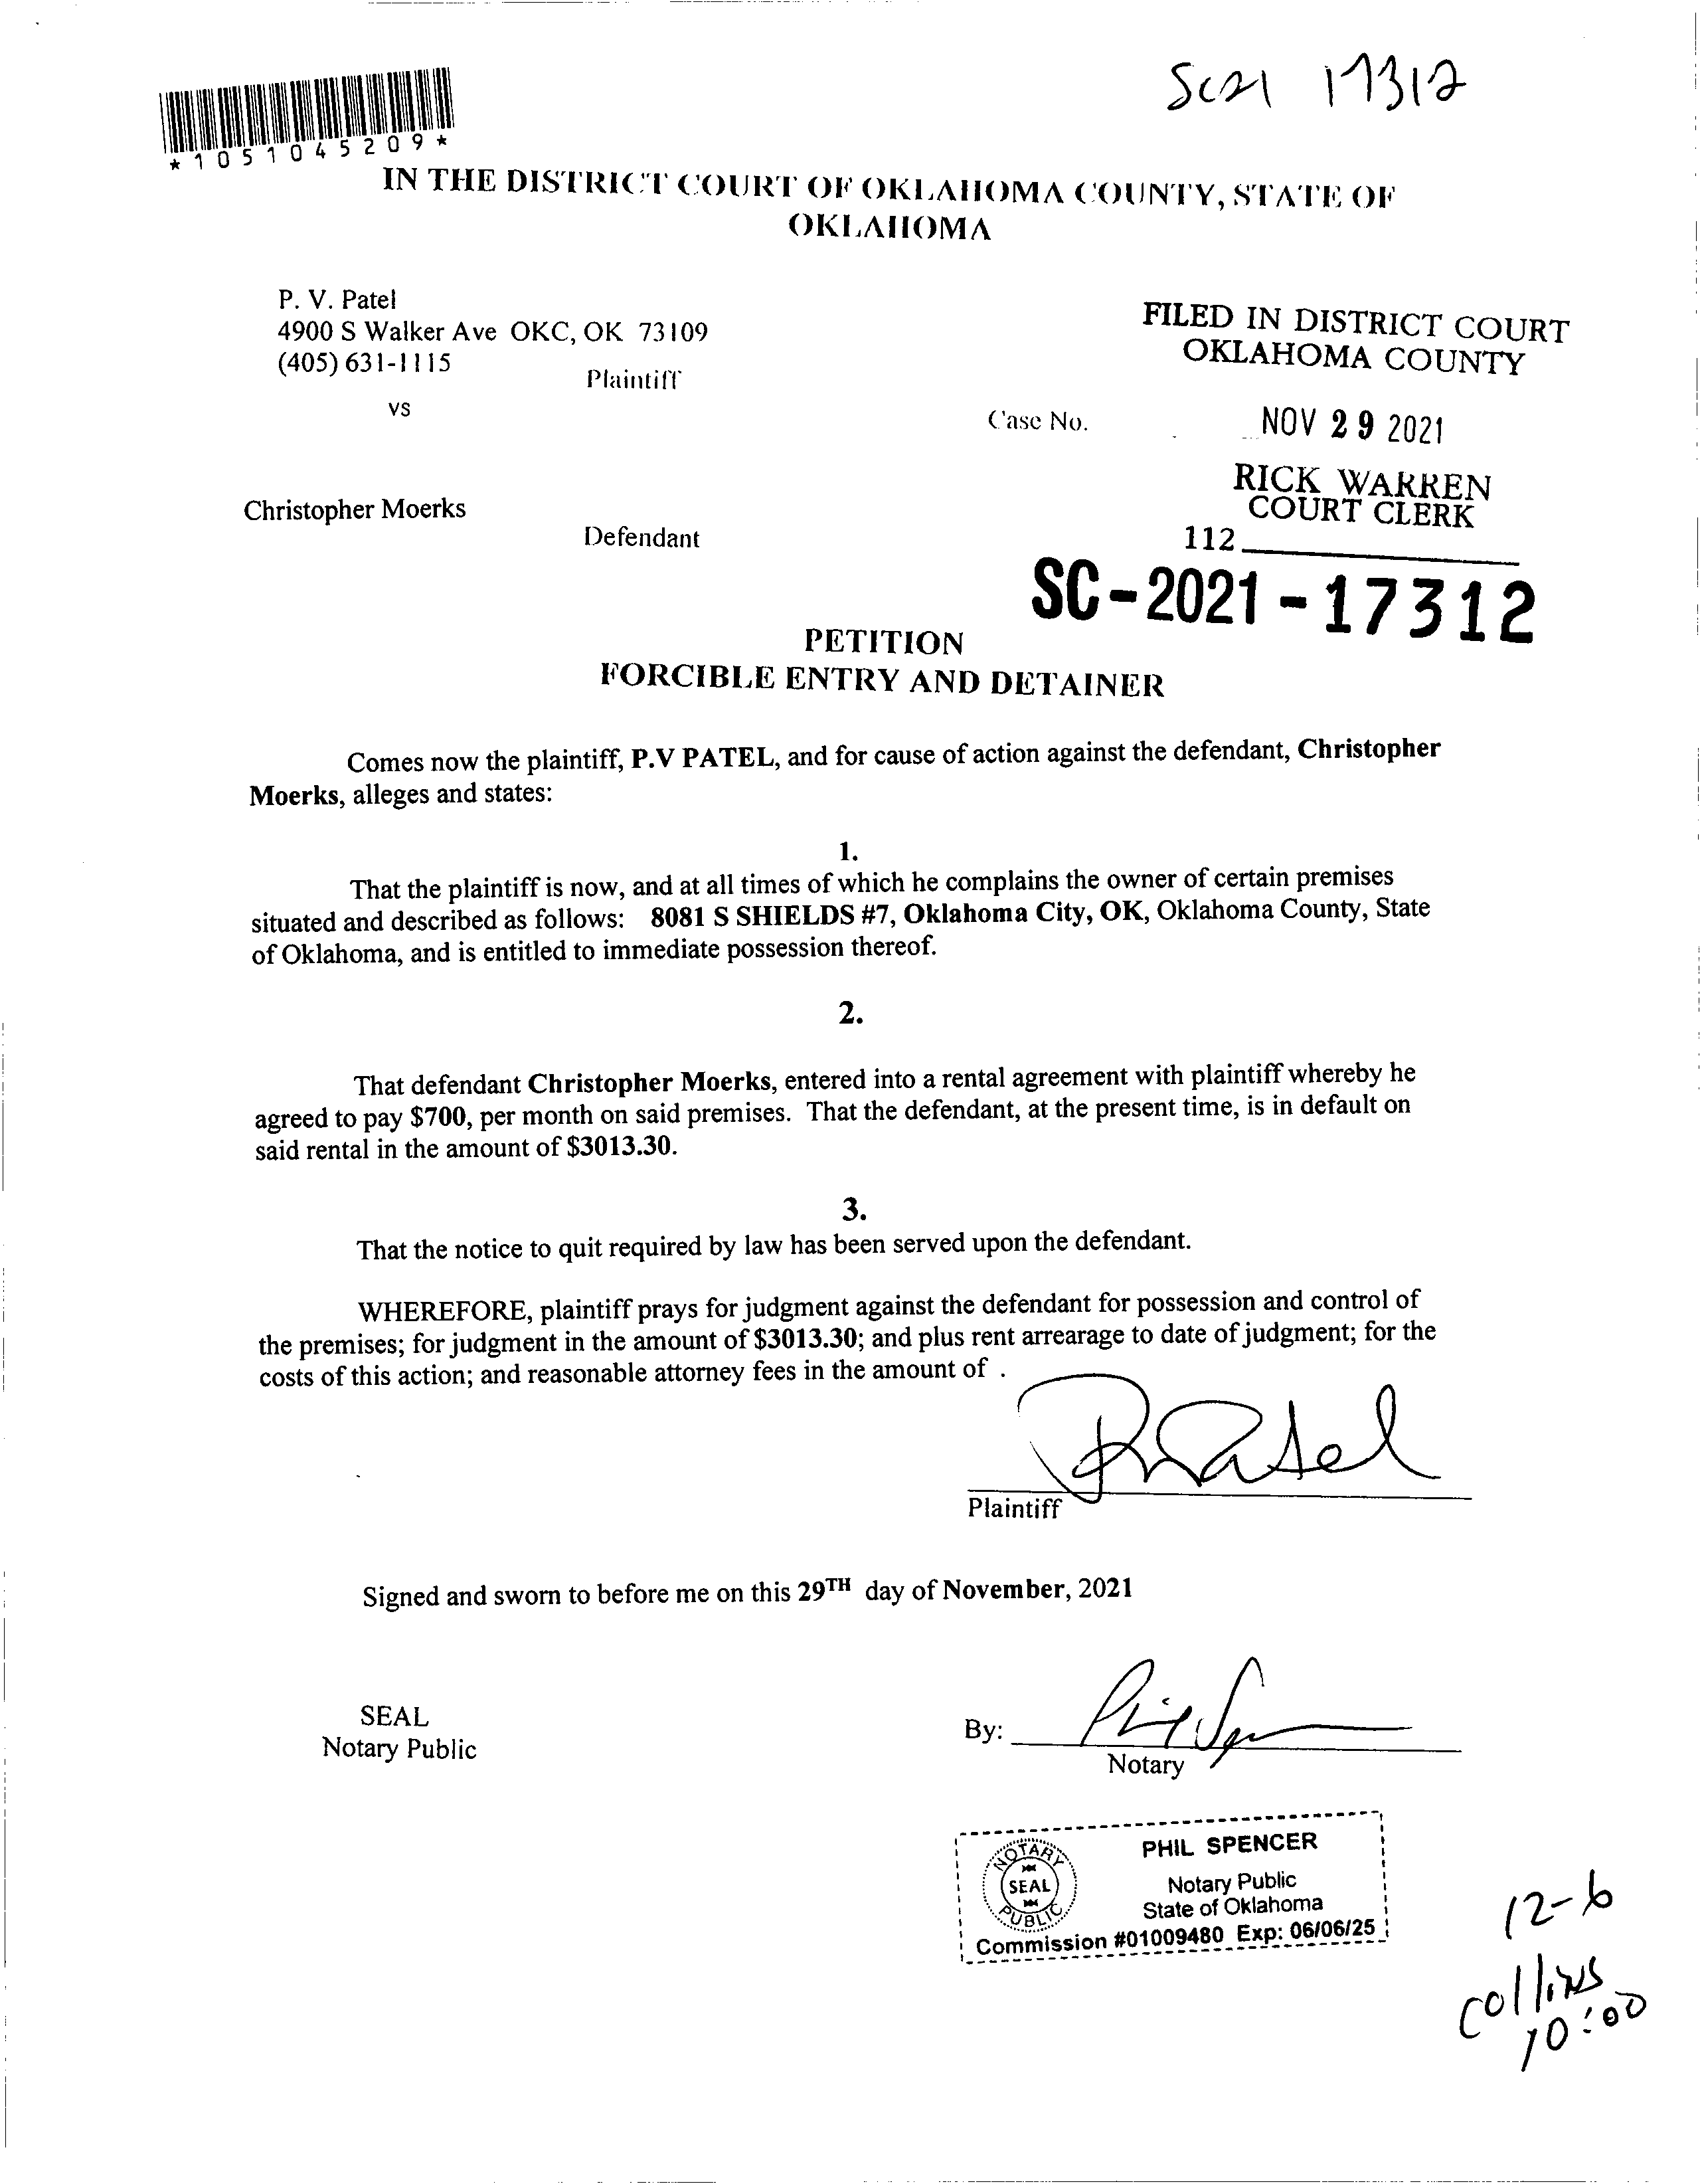 SC21 17312
*1051045209*
IN THE DISTRICT COURT OF OKLAHOMA COUNTY, STATE OF
OKLAHOMA
P. V. Patel
4900 S Walker Ave OKC, OK 73109
(405) 631-1115
Plaintiff
vs
FILED IN DISTRICT COURT
OKLAHOMA COUNTY
Case No.
NOV 29 2021
RICK WARREN
COURT CLERK
112
Christopher Moerks
Defendant
SC-2021-17312
PETITION
FORCIBLE ENTRY AND DETAINER
Comes now the plaintiff, P.V PATEL, and for cause of action against the defendant, Christopher
Moerks, alleges and states:
1.
That the plaintiff is now, and at all times of which he complains the owner of certain premises
situated and described as follows: 8081 S SHIELDS #7, Oklahoma City, OK, Oklahoma County, State
of Oklahoma, and is entitled to immediate possession thereof.
2.
That defendant Christopher Moerks, entered into a rental agreement with plaintiff whereby he
agreed to pay $700, per month on said premises. That the defendant, at the present time, is in default on
said rental in the amount of $3013.30.
3.
That the notice to quit required by law has been served upon the defendant.
WHEREFORE, plaintiff prays for judgment against the defendant for possession and control of
the premises; for judgment in the amount of $3013.30; and plus rent arrearage to date of judgment; for the
costs of this action; and reasonable attorney fees in the amount of .
PVPatel
Plaintiff
Signed and sworn to before me on this 29TH day of November, 2021
SEAL
Notary Public
By:
Notary
NOTARY
SEAL
PUBLIC
PHIL SPENCER
Notary Public
State of Oklahoma
Commission #01009480 Exp: 06/06/25
12-6
collins
10:00